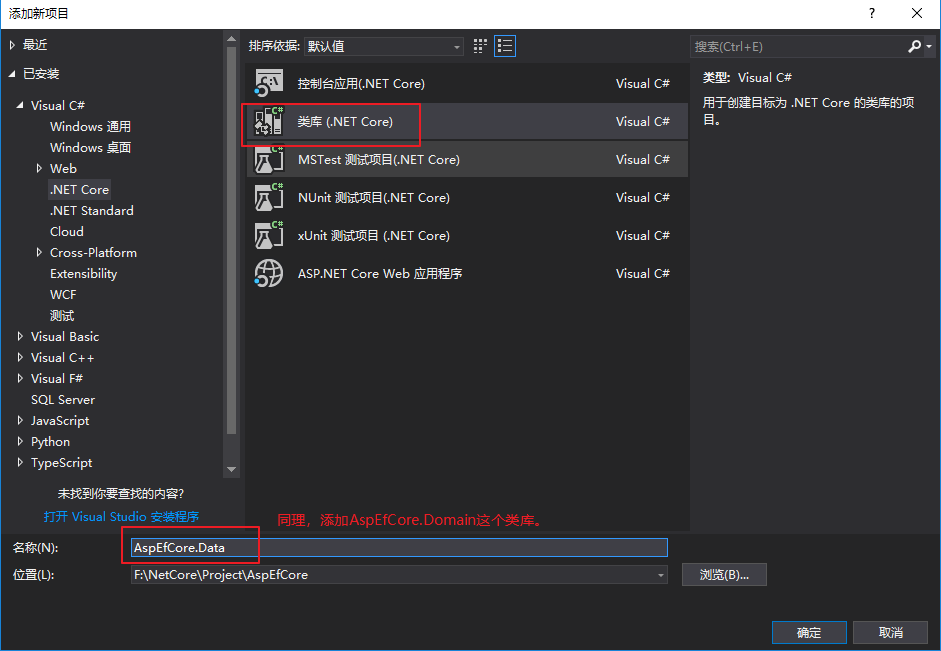 添加新项目
?
最近
已安装
Visual C#
Windows 通用
Windows 桌面
Web
.NET Core
.NET Standard
Cloud
Cross-Platform
Extensibility
WCF
测试
Visual Basic
Visual C++
Visual F#
SQL Server
JavaScript
Python
TypeScript
未找到你要查找的内容?
打开 Visual Studio 安装程序
排序依据: 默认值
控制台应用(.NET Core) Visual C#
类库 (.NET Core) Visual C#
MSTest 测试项目(.NET Core) Visual C#
NUnit 测试项目(.NET Core) Visual C#
xUnit 测试项目 (.NET Core) Visual C#
ASP.NET Core Web 应用程序 Visual C#
搜索(Ctrl+E)
类型: Visual C#
用于创建目标为 .NET Core 的类库的项
目。
同理，添加AspEfCore.Domain这个类库。
名称(N): AspEfCore.Data
位置(L): F:\NetCore\Project\AspEfCore
浏览(B)...
确定 取消